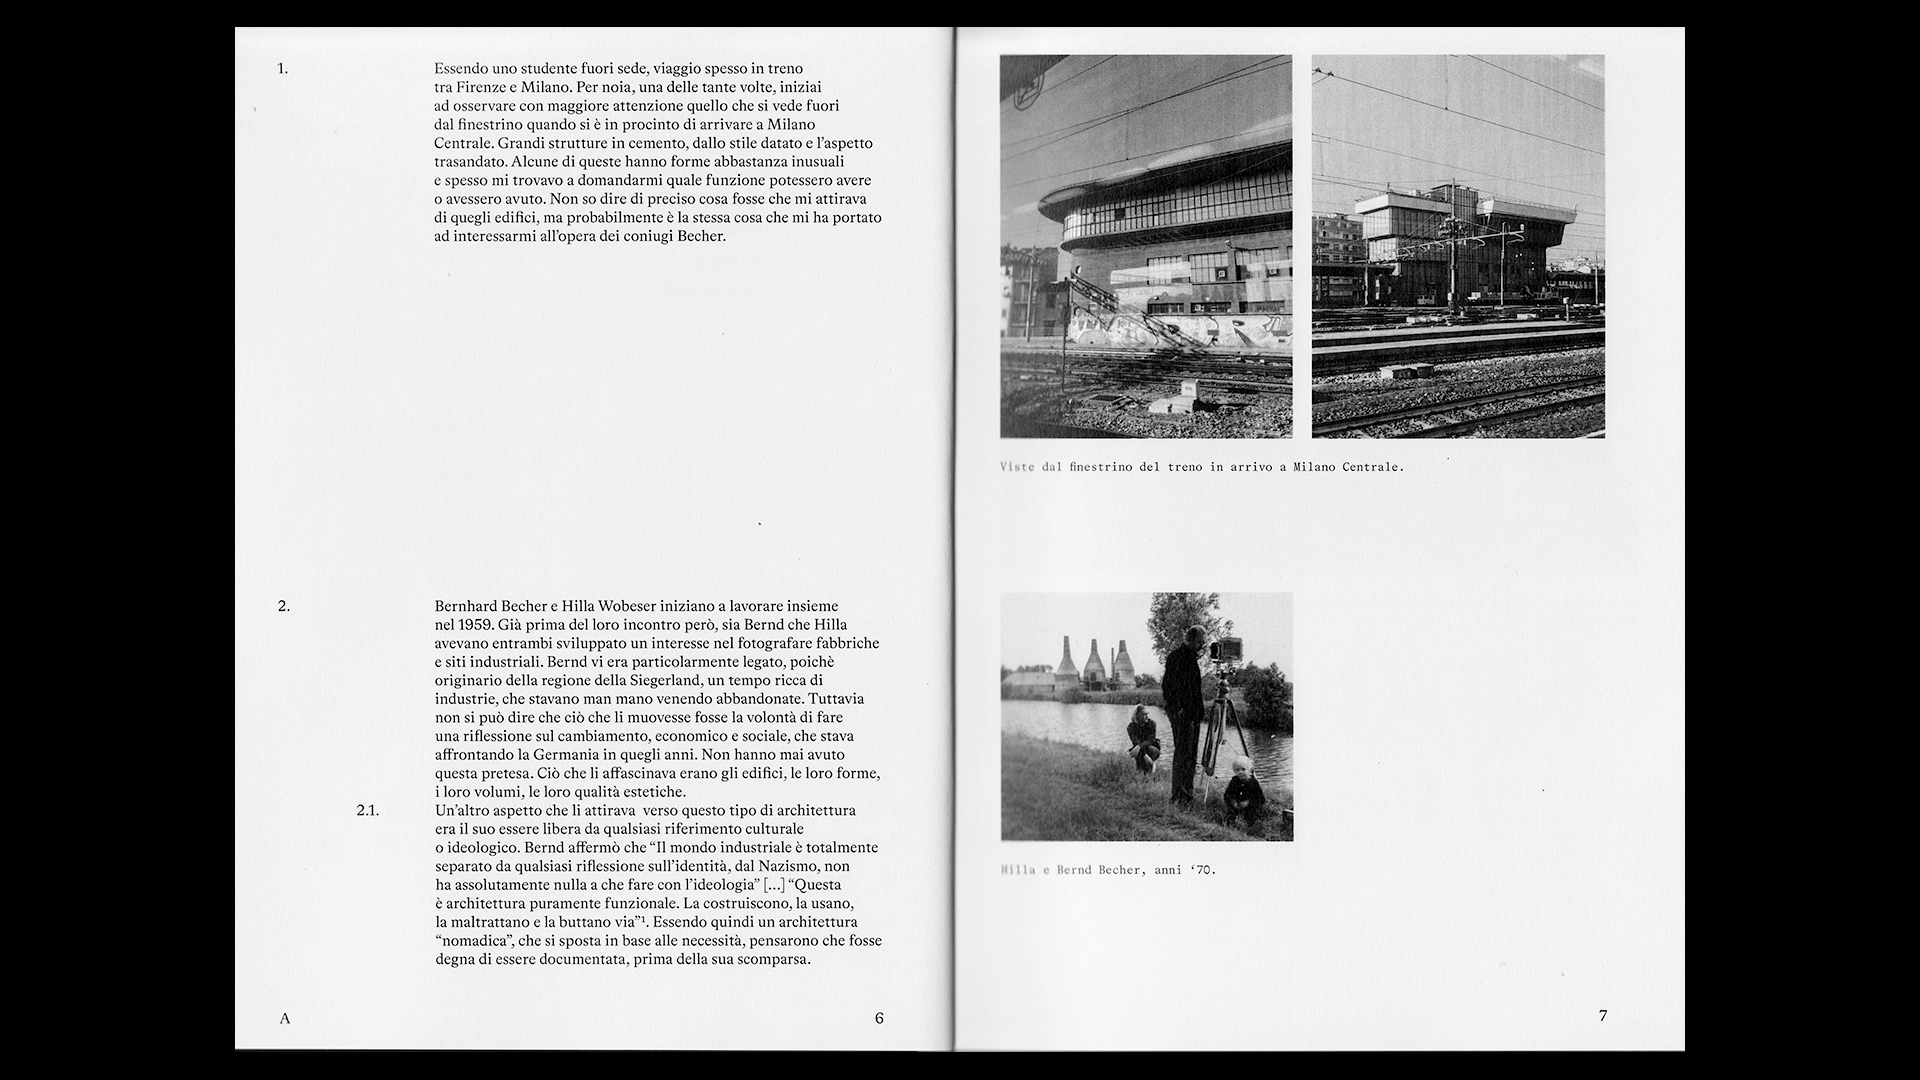 1.
Essendo uno studente fuori sede, viaggio spesso in treno
tra Firenze e Milano. Per noia, una delle tante volte, iniziai
ad osservare con maggiore attenzione quello che si vede fuori
dal finestrino quando si è in procinto di arrivare a Milano
Centrale. Grandi strutture in cemento, dallo stile datato e l’aspetto
trasandato. Alcune di queste hanno forme abbastanza inusuali
e spesso mi trovavo a domandarmi quale funzione potessero avere
o avessero avuto. Non so dire di preciso cosa fosse che mi attirava
di quegli edifici, ma probabilmente è la stessa cosa che mi ha portato
ad interessarmi all’opera dei coniugi Becher.
2.
Bernhard Becher e Hilla Wobeser iniziano a lavorare insieme
nel 1959. Già prima del loro incontro però, sia Bernd che Hilla
avevano entrambi sviluppato un interesse nel fotografare fabbriche
e siti industriali. Bernd vi era particolarmente legato, poichè
originario della regione della Siegerland, un tempo ricca di
industrie, che stavano man mano venendo abbandonate. Tuttavia
non si può dire che ciò che li muovesse fosse la volontà di fare
una riflessione sul cambiamento, economico e sociale, che stava
affrontando la Germania in quegli anni. Non hanno mai avuto
questa pretesa. Ciò che li affascinava erano gli edifici, le loro forme,
i loro volumi, le loro qualità estetiche.
2.1.
Un’altro aspetto che li attirava  verso questo tipo di architettura
era il suo essere libera da qualsiasi riferimento culturale
o ideologico. Bernd affermò che “Il mondo industriale è totalmente
separato da qualsiasi riflessione sull’identità, dal Nazismo, non
ha assolutamente nulla a che fare con l’ideologia” [...] “Questa
è architettura puramente funzionale. La costruiscono, la usano,
la maltrattano e la buttano via”¹. Essendo quindi un architettura
“nomadica”, che si sposta in base alle necessità, pensarono che fosse
degna di essere documentata, prima della sua scomparsa.
A
6
Viste dal finestrino del treno in arrivo a Milano Centrale.
Hilla e Bernd Becher, anni ‘70.
7